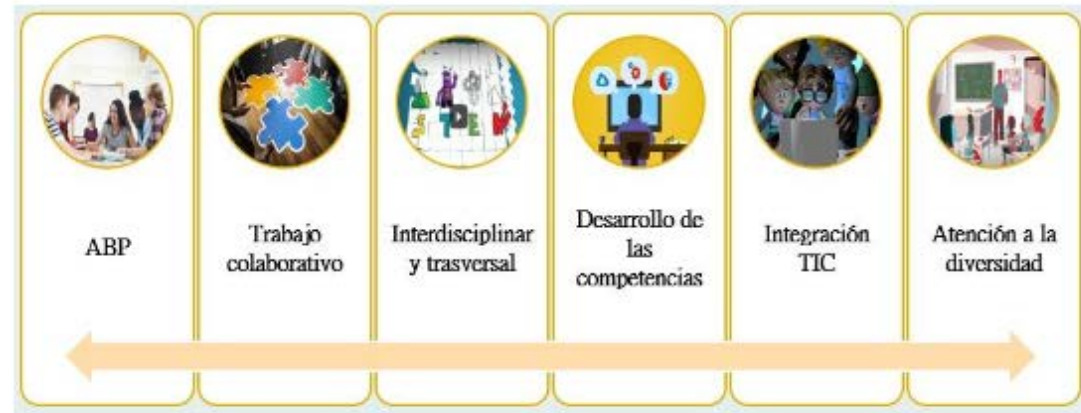 ABP
Trabajo
colaborativo
Interdisciplinar
y trasversal
Desarrollo de
las
competencias
Integración
TIC
Atención a la
diversidad